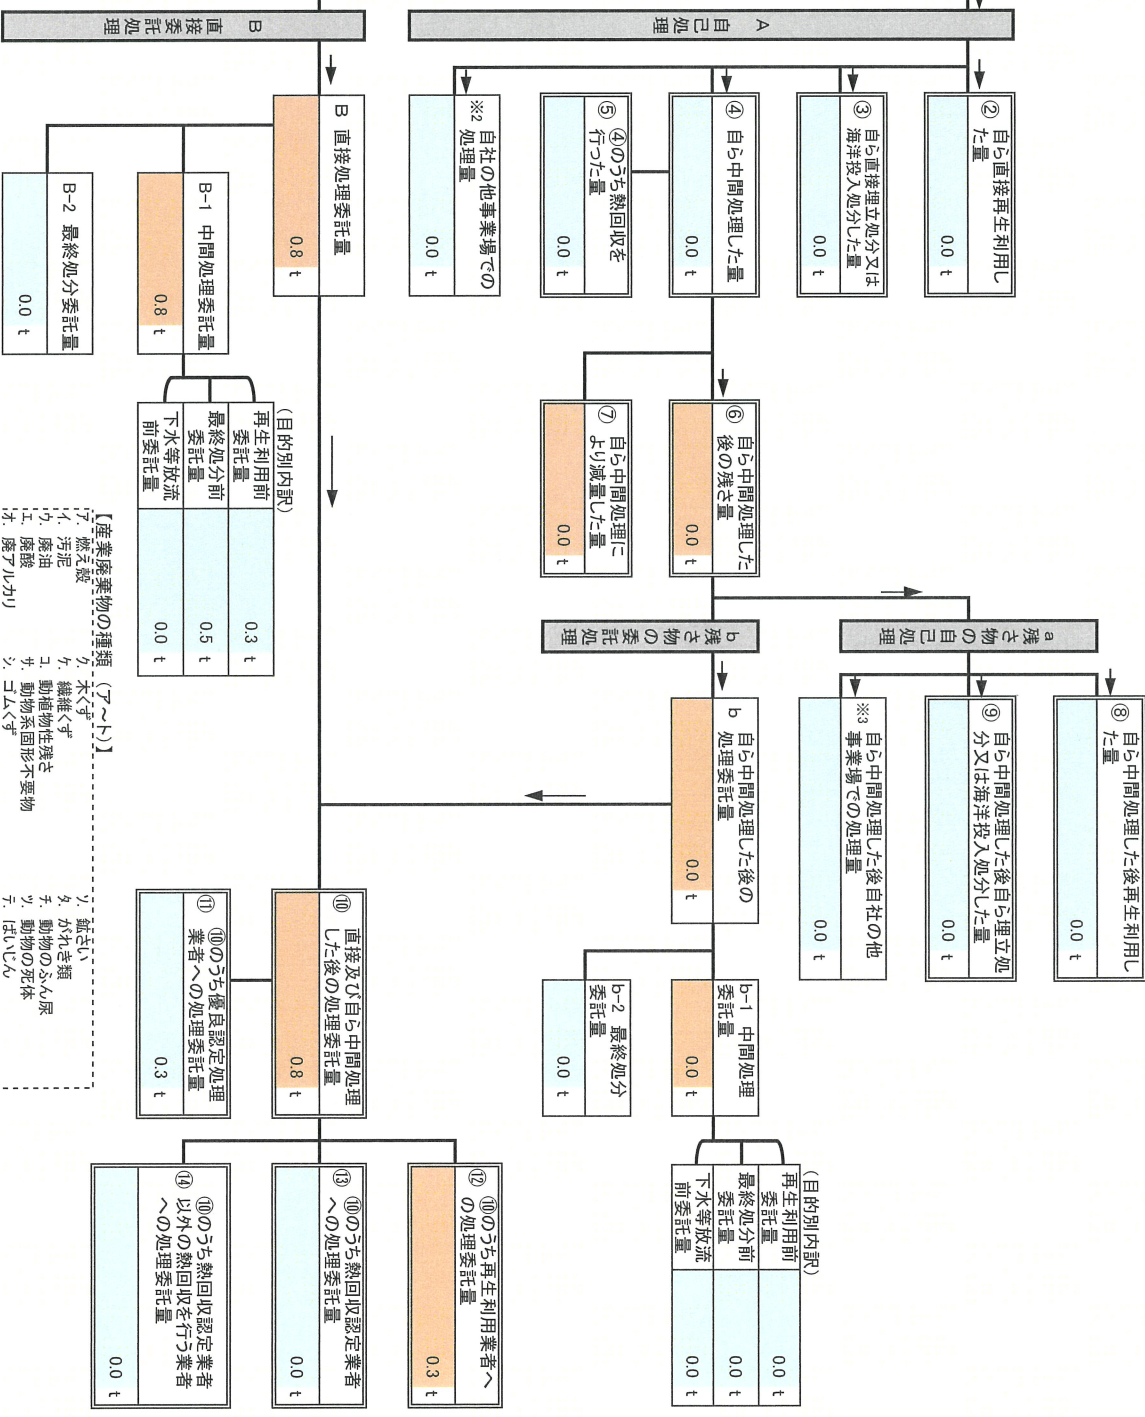 A 自己処理
② 自ら直接再生利用し
た量
0.0 t
③ 自ら直接埋立処分又は
海洋投入処分した量
0.0 t
④ 自ら中間処理した量
0.0 t
⑤ ④のうち熱回収を
行った量
0.0 t
※2 自社の他事業場での
処理量
0.0 t
⑥ 自ら中間処理した
後の残さ量
0.0 t
⑦ 自ら中間処理に
より減量した量
0.0 t
a 残さ物の自己処理
⑧ 自ら中間処理した後再生利用し
た量
0.0 t
⑨ 自ら中間処理した後自ら埋立処
分又は海洋投入処分した量
0.0 t
※3 自ら中間処理した後自社の他
事業場での処理量
0.0 t
b 残さ物の委託処理
b 自ら中間処理した後の
処理委託量
0.0 t
b-1 中間処理
委託量
0.0 t
b-2 最終処分
委託量
0.0 t
(目的別内訳)
再生利用前
委託量
0.0 t
最終処分前
委託量
0.0 t
下水等放流
前委託量
0.0 t
B 直接委託処理
B 直接処理委託量
0.8 t
B-1 中間処理委託量
0.8 t
B-2 最終処分委託量
0.0 t
(目的別内訳)
再生利用前
委託量
0.3 t
最終処分前
委託量
0.5 t
下水等放流
前委託量
0.0 t
⑩ 直接及び自ら中間処理
した後の処理委託量
0.8 t
⑪ ⑩のうち優良認定処理
業者への処理委託量
0.3 t
⑫ ⑩のうち再生利用業者へ
の処理委託量
0.3 t
⑬ ⑩のうち熱回収認定業者
への処理委託量
0.0 t
⑭ ⑩のうち熱回収認定業者
以外の熱回収を行う業者
への処理委託量
0.0 t
【産業廃棄物の種類 (ア～ト)】
ア. 燃え殻
イ. 汚泥
ウ. 廃油
エ. 廃酸
オ. 廃アルカリ
ク. 木くず
ケ. 繊維くず
コ. 動植物性残さ
サ. 動物系固形不要物
シ. ゴムくず
ソ. 鉱さい
タ. がれき類
チ. 動物のふん尿
ツ. 動物の死体
テ. ばいじん